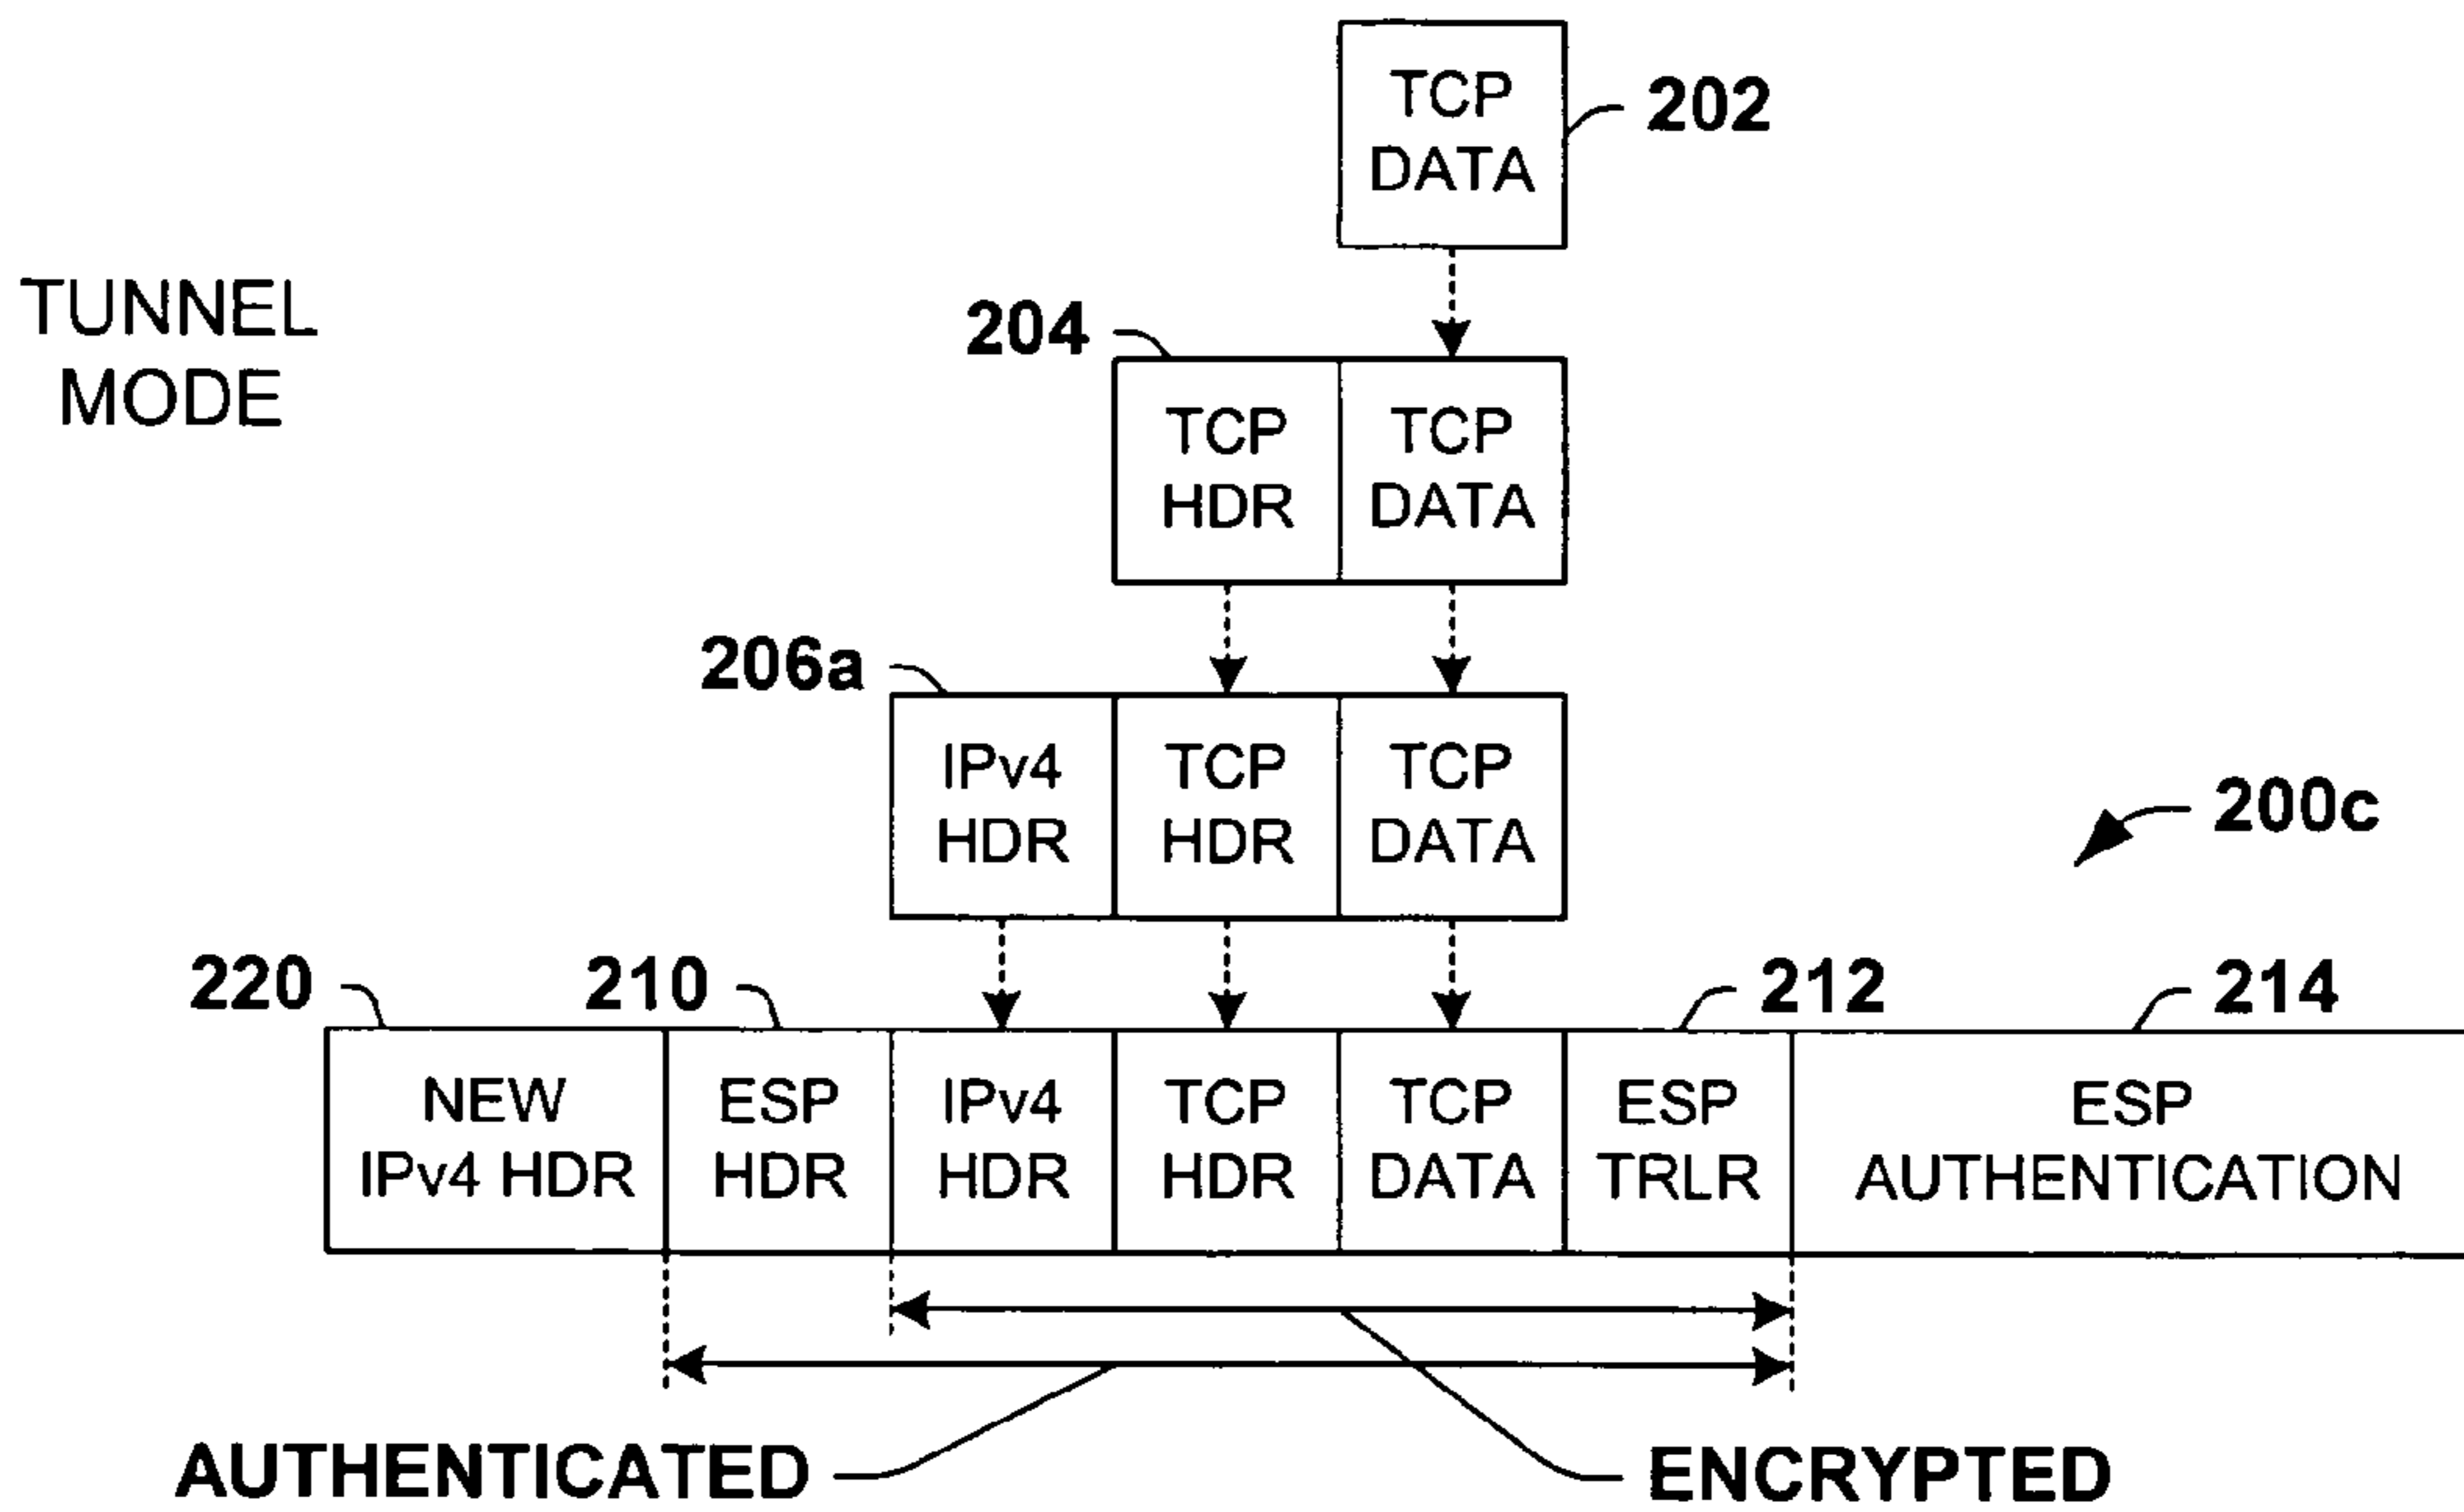 TCP
DATA
202
TUNNEL
MODE
204
TCP
HDR
TCP
DATA
206a
IPv4
HDR
TCP
HDR
TCP
DATA
200c
220
210
212
214
NEW
IPv4 HDR
ESP
HDR
IPv4
HDR
TCP
HDR
TCP
DATA
ESP
TRLR
ESP
AUTHENTICATION
AUTHENTICATED
ENCRYPTED